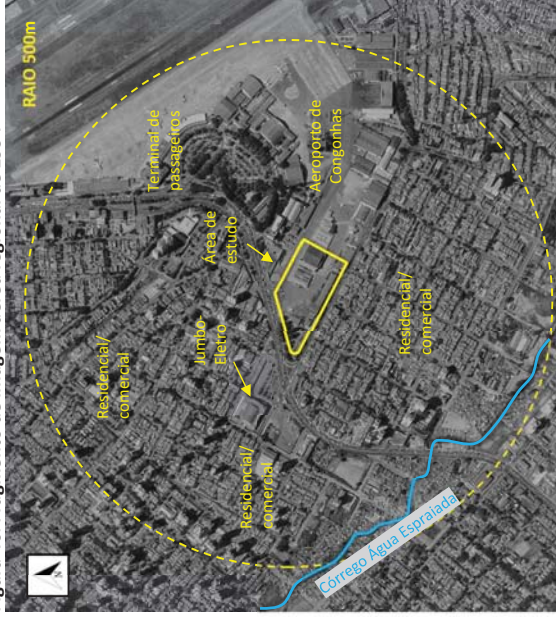 RAIO 500m
Terminal de
passageiros
Aeroporto de
Congonhas
Área de
estudo
Jumbo-
Eletro
Residencial/
comercial
Residencial/
comercial
Residencial/
comercial
Córrego Água Espraiada